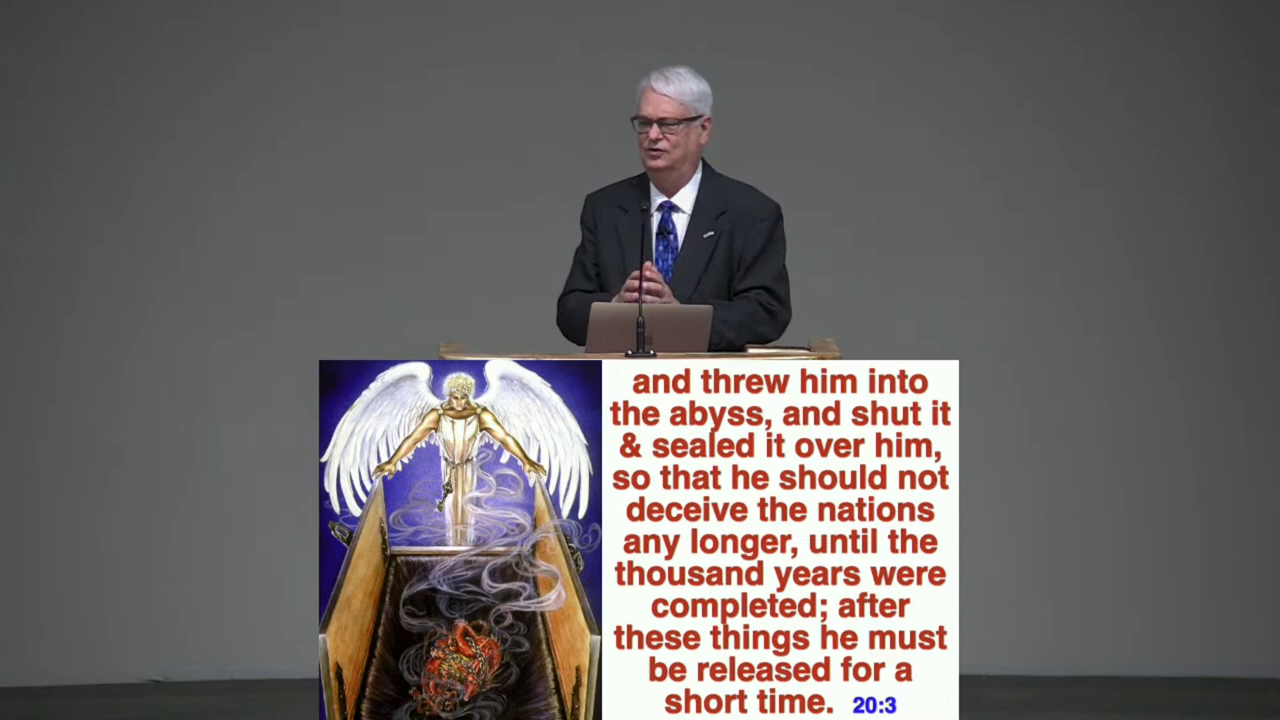 and threw him into
the abyss, and shut it
& sealed it over him,
so that he should not
deceive the nations
any longer, until the
thousand years were
completed; after
these things he must
be released for a
short time. 20:3